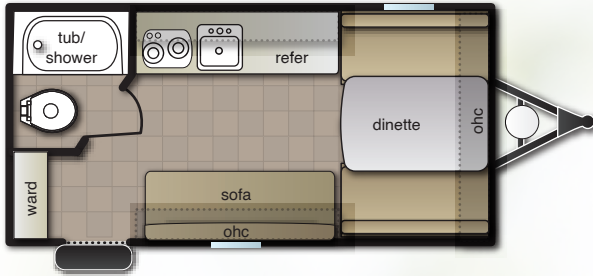 tub/
shower
refer
dinette
ohc
ward
sofa
ohc